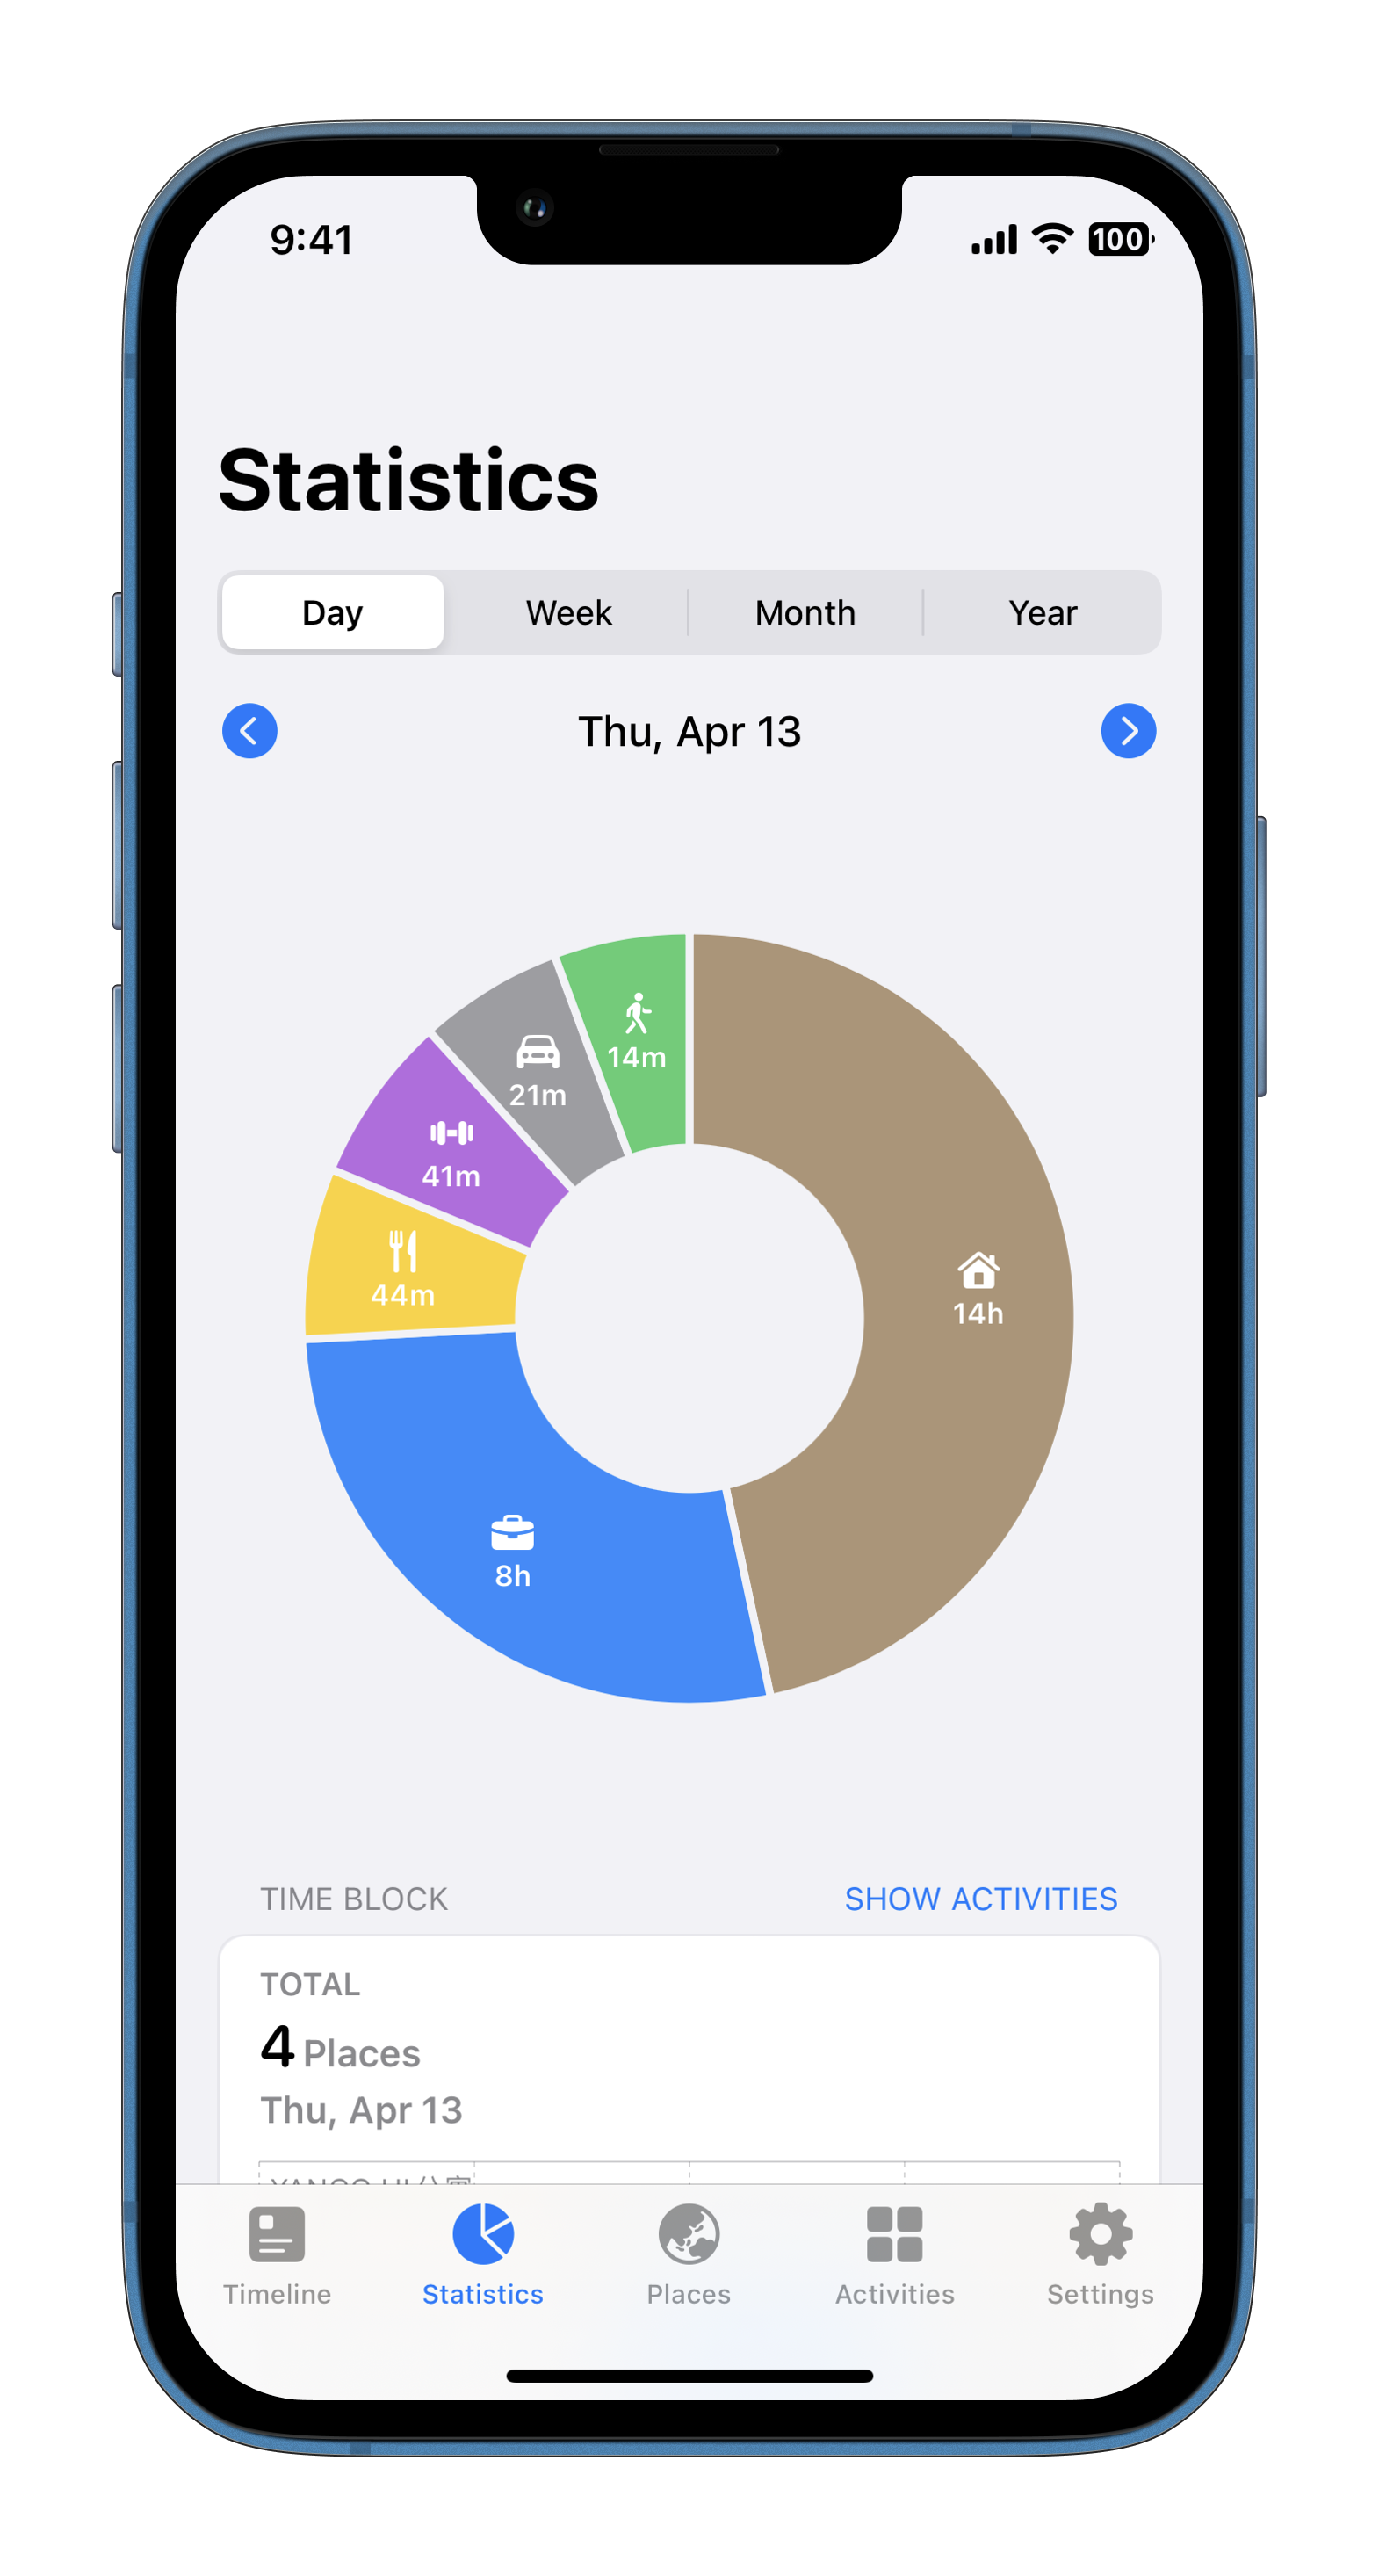 9:41
100
Statistics
Day Week Month Year
Thu, Apr 13
14m
21m
41m
44m
14h
8h
TIME BLOCK SHOW ACTIVITIES
TOTAL
4 Places
Thu, Apr 13
Timeline Statistics Places Activities Settings